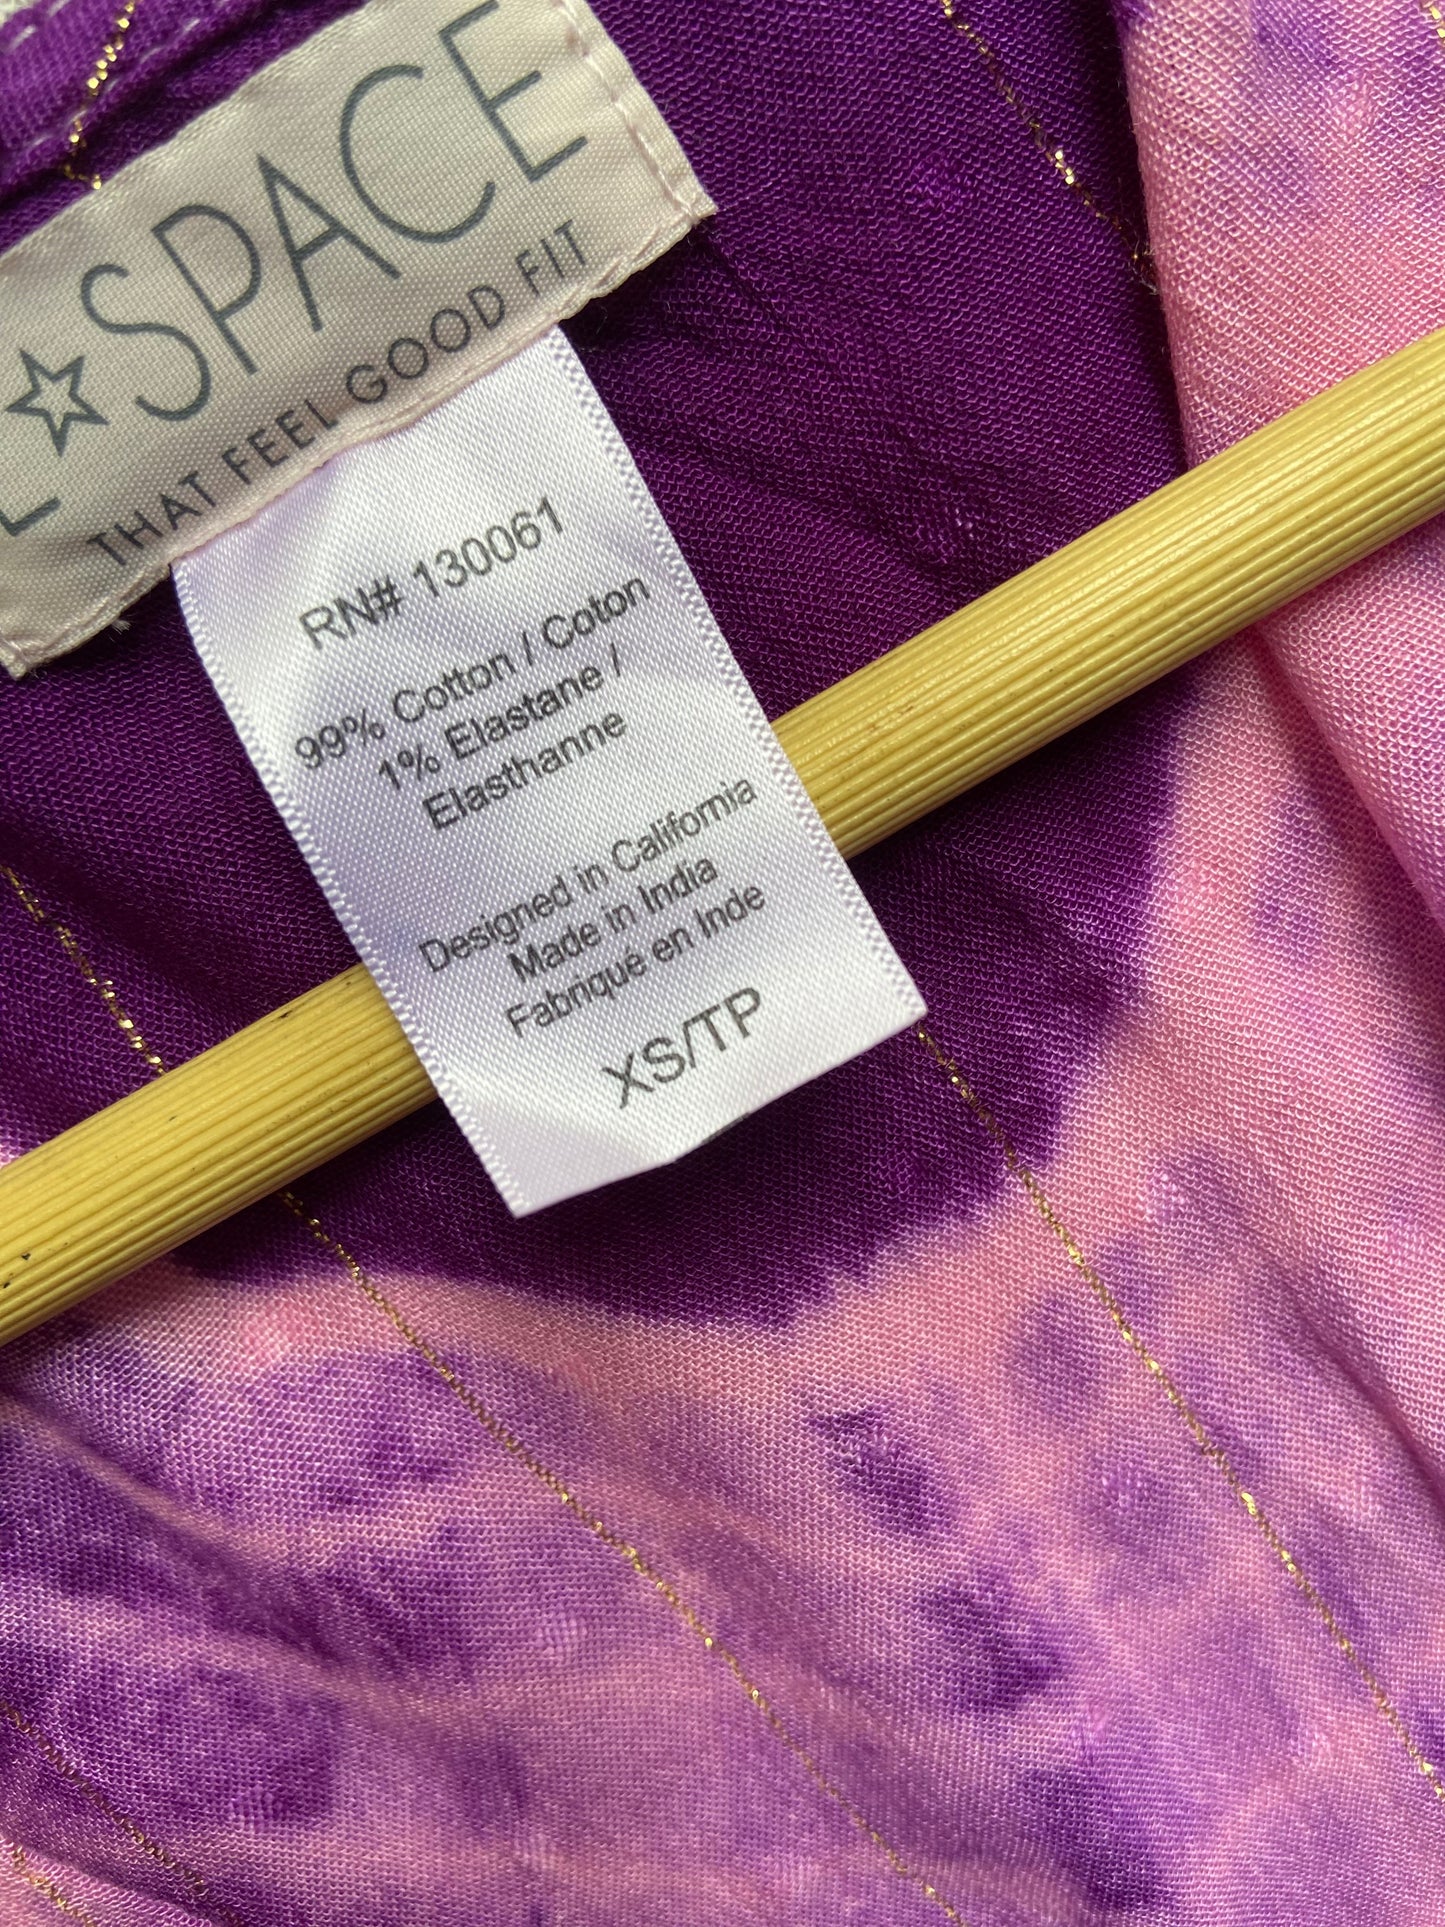 SPACE
THAT FEEL GOOD FIT
RN# 130061
99% Cotton / Coton
1% Elastane /
Elasthanne
Designed in California
Made in India
Fabriqué en Inde
XS/TP